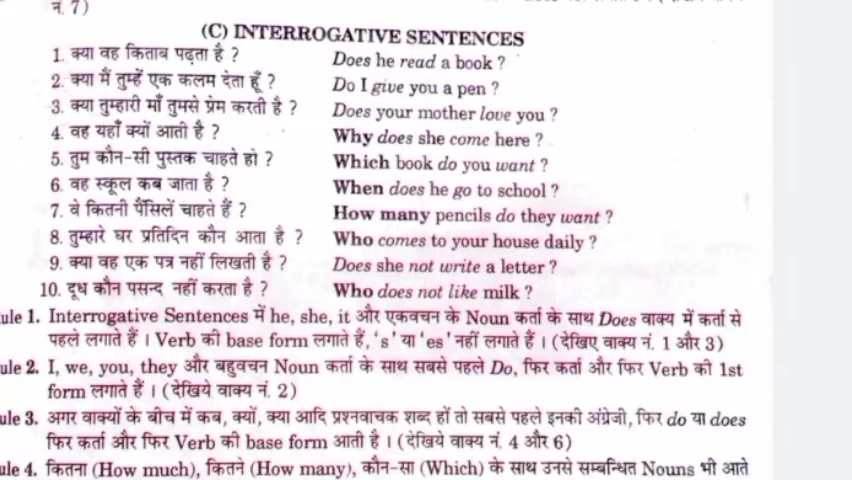 नं. 7)
(C) INTERROGATIVE SENTENCES
1. क्या वह किताब पढ़ता है ? Does he read a book ?
2. क्या मैं तुम्हें एक कलम देता हूँ ? Do I give you a pen ?
3. क्या तुम्हारी माँ तुमसे प्रेम करती है ? Does your mother love you ?
4. वह यहाँ क्यों आती है ? Why does she come here ?
5. तुम कौन-सी पुस्तक चाहते हो ? Which book do you want ?
6. वह स्कूल कब जाता है ? When does he go to school ?
7. वे कितनी पैंसिलें चाहते हैं ? How many pencils do they want ?
8. तुम्हारे घर प्रतिदिन कौन आता है ? Who comes to your house daily ?
9. क्या वह एक पत्र नहीं लिखती है ? Does she not write a letter ?
10. दूध कौन पसन्द नहीं करता है ? Who does not like milk ?
ule 1. Interrogative Sentences में he, she, it और एकवचन के Noun कर्ता के साथ Does वाक्य में कर्ता से
पहले लगाते हैं । Verb की base form लगाते हैं, 's' या 'es' नहीं लगाते हैं । (देखिए वाक्य नं. 1 और 3)
ule 2. I, we, you, they और बहुवचन Noun कर्ता के साथ सबसे पहले Do, फिर कर्ता और फिर Verb की 1st
form लगाते हैं । (देखिये वाक्य नं. 2)
ule 3. अगर वाक्यों के बीच में कब, क्यों, क्या आदि प्रश्नवाचक शब्द हों तो सबसे पहले इनकी अंग्रेजी, फिर do या does
फिर कर्ता और फिर Verb की base form आती है । (देखिये वाक्य नं. 4 और 6)
ule 4. कितना (How much), कितने (How many), कौन-सा (Which) के साथ उनसे सम्बन्धित Nouns भी आते